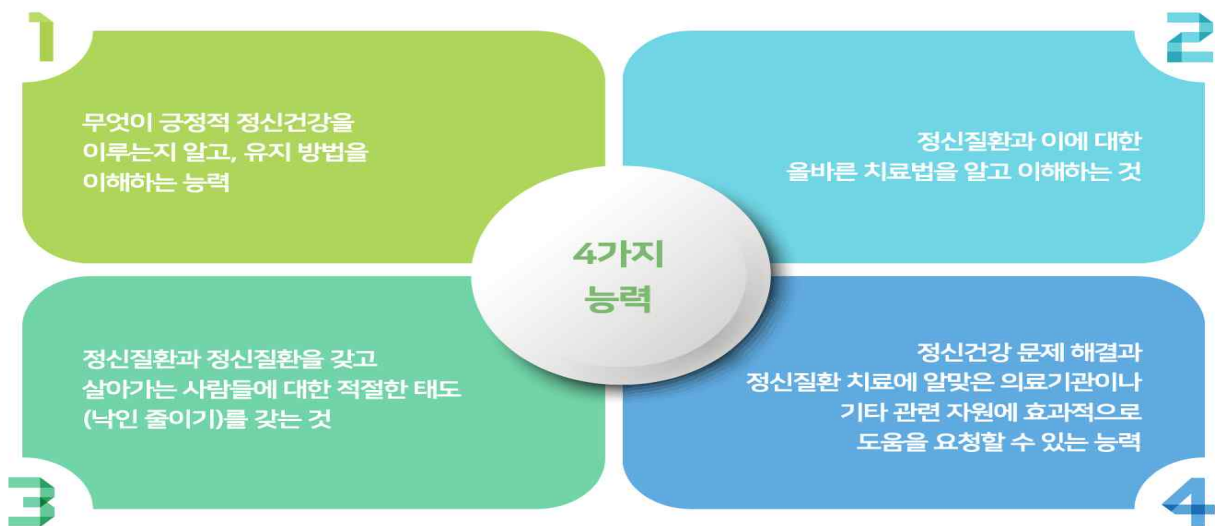 1
무엇이 긍정적 정신건강을
이루는지 알고, 유지 방법을
이해하는 능력
2
정신질환과 이에 대한
올바른 치료법을 알고 이해하는 것
4가지
능력
3
정신질환과 정신질환을 갖고
살아가는 사람들에 대한 적절한 태도
(낙인 줄이기)를 갖는 것
4
정신건강 문제 해결과
정신질환 치료에 알맞은 의료기관이나
기타 관련 자원에 효과적으로
도움을 요청할 수 있는 능력